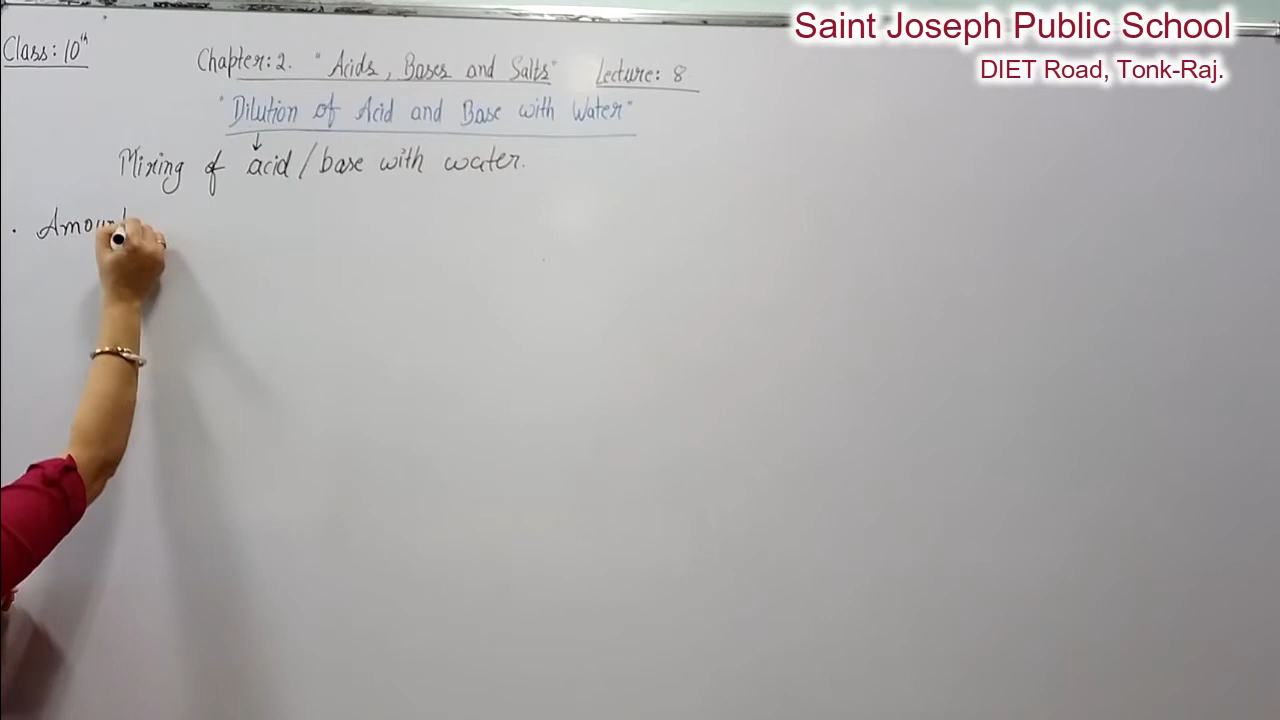 Saint Joseph Public School
DIET Road, Tonk-Raj.
Class: 10th
Chapter: 2. "Acids, Bases and Salts" Lecture: 8
"Dilution of Acid and Base with Water"
↓
Mixing of acid / base with water.
• Amount